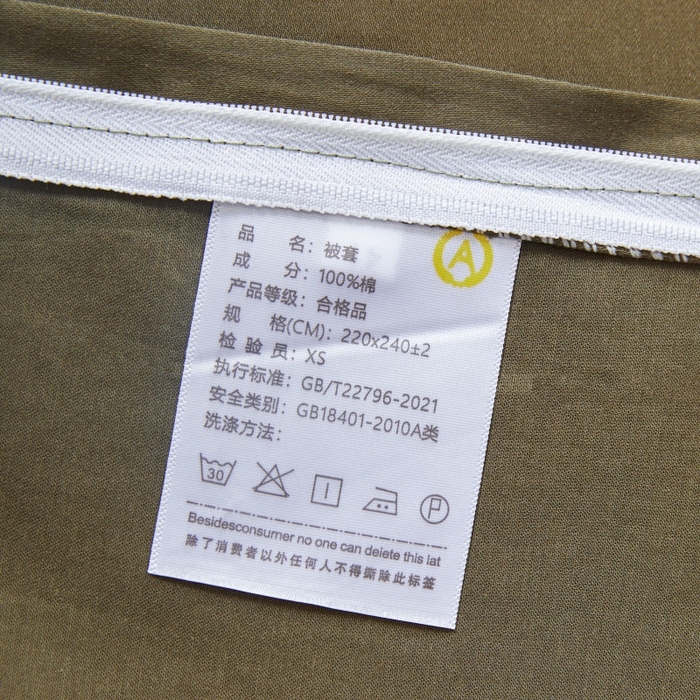 A
品 名：被套
成 分：100%棉
产品等级：合格品
规 格(CM)：220x240±2
检 验 员：XS
执行标准：GB/T22796-2021
安全类别：GB18401-2010A类
洗涤方法：
30 P
Besidesconsumer no one can deiete this lat
除了消费者以外任何人不得撕除此标签